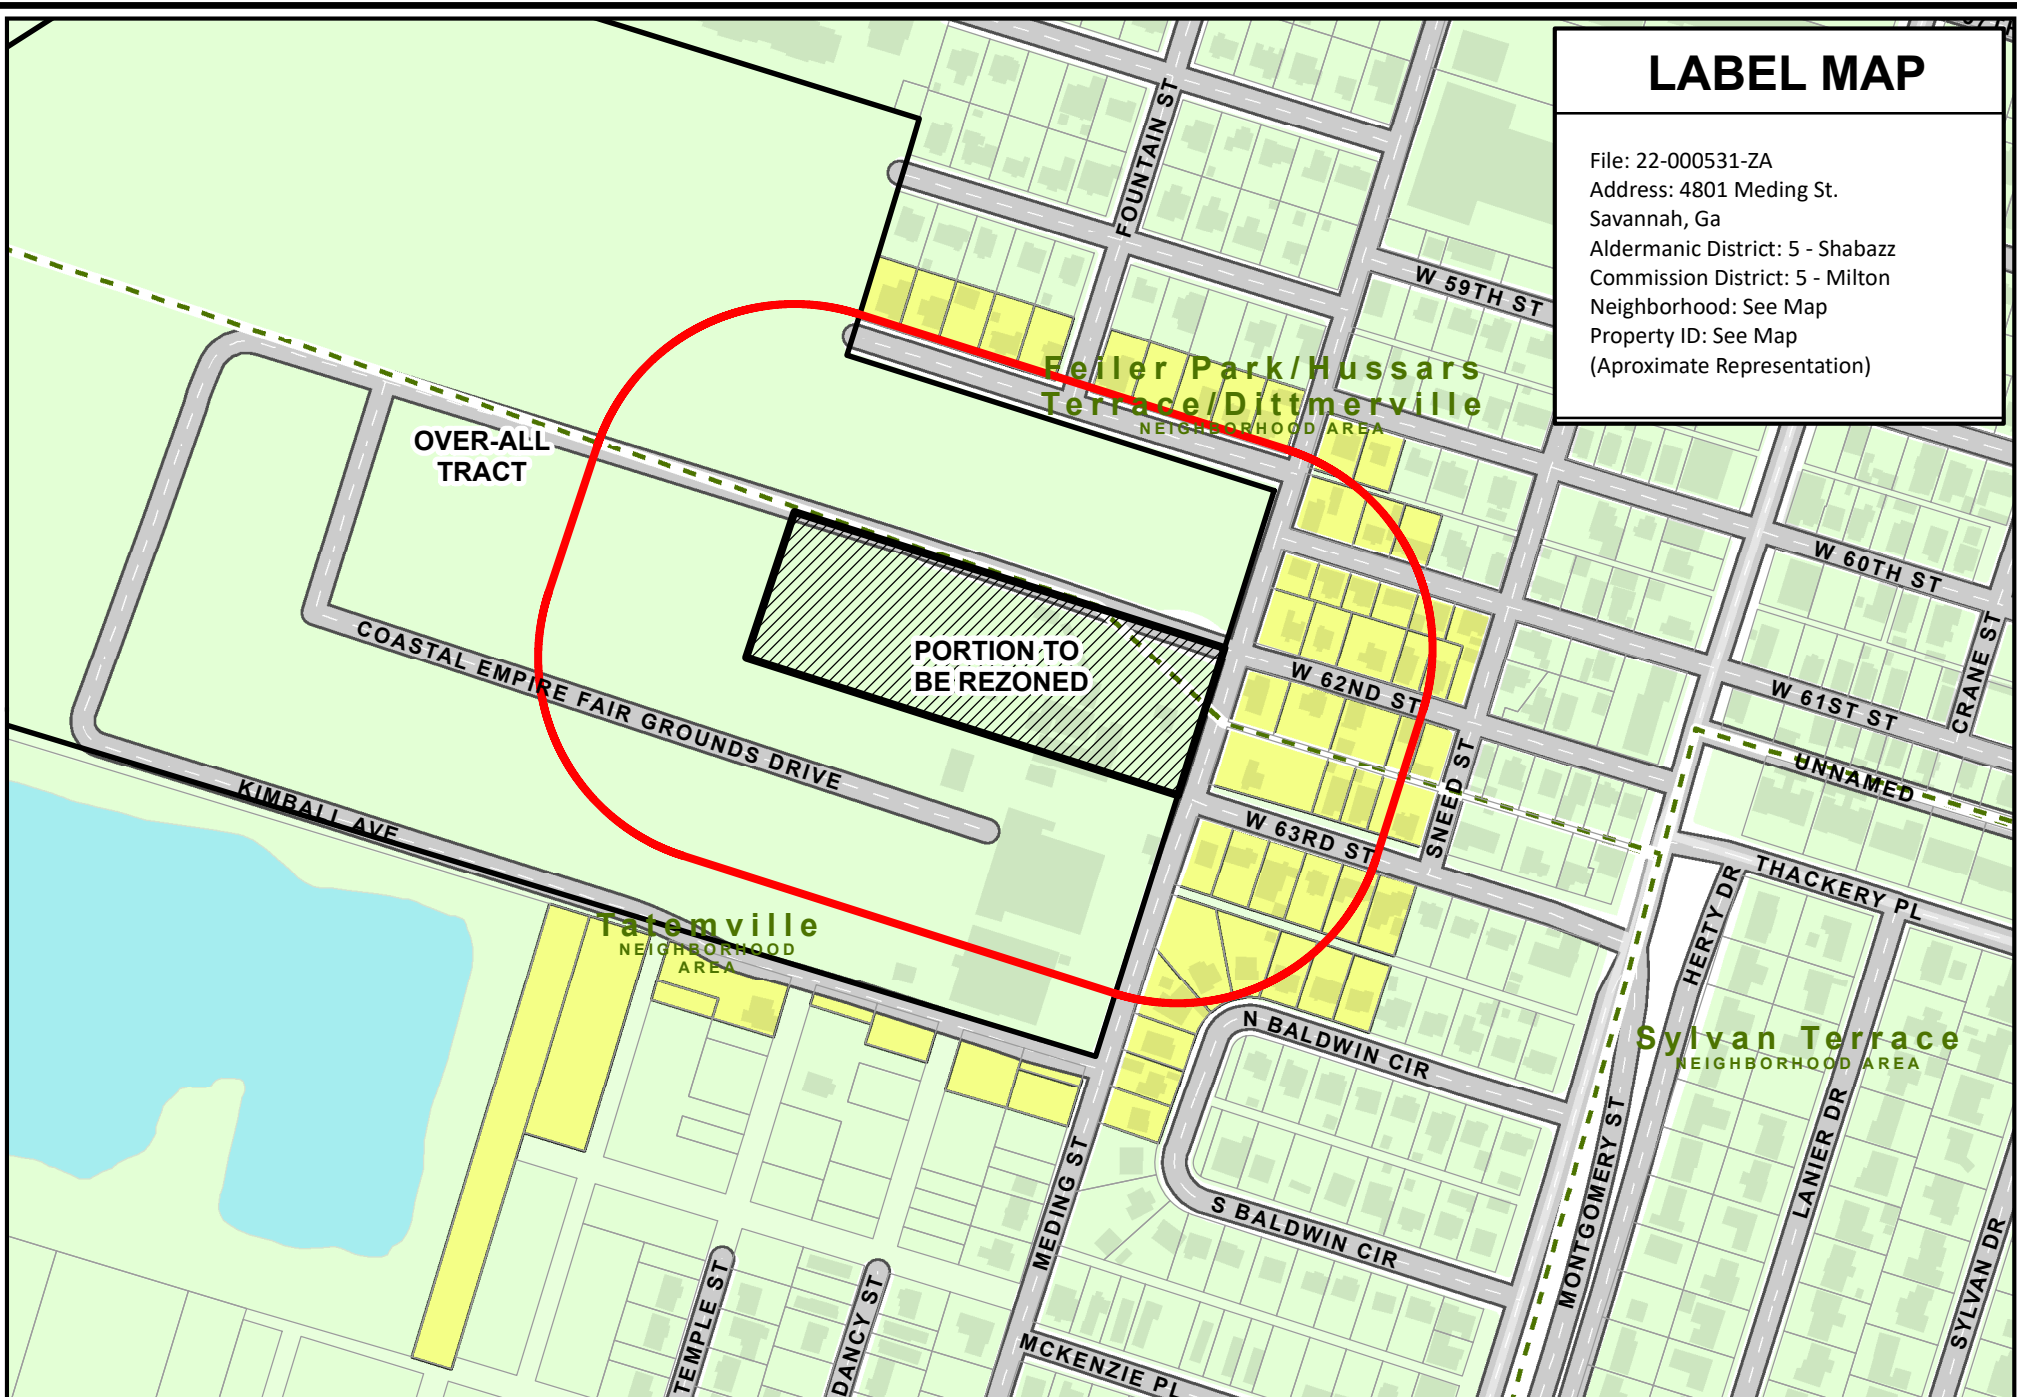 LABEL MAP
File: 22-000531-ZA
Address: 4801 Meding St.
Savannah, Ga
Aldermanic District: 5 - Shabazz
Commission District: 5 - Milton
Neighborhood: See Map
Property ID: See Map
(Aproximate Representation)
FOUNTAIN ST
W 59TH ST
Feiler Park/Hussars
Terrace/Dittmerville
NEIGHBORHOOD AREA
OVER-ALL
TRACT
W 60TH ST
CRANE ST
COASTAL EMPIRE FAIR GROUNDS DRIVE
PORTION TO
BE REZONED
W 62ND ST
W 61ST ST
UNNAMED
KIMBALL AVE
SNEED ST
W 63RD ST
THACKERY PL
HERTY DR
Tatemville
NEIGHBORHOOD
AREA
N BALDWIN CIR
Sylvan Terrace
NEIGHBORHOOD AREA
MEDING ST
S BALDWIN CIR
MONTGOMERY ST
LANIER DR
SYLVAN DR
TEMPLE ST
DANCY ST
MCKENZIE PL